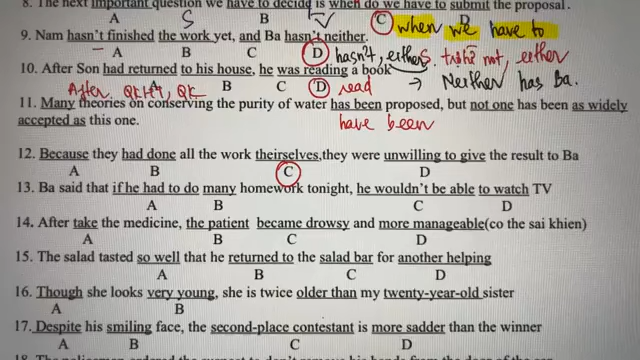 8. The next important question we have to decide is when do we have to submit the proposal.
A S B V C D when we have to
9. Nam hasn't finished the work yet, and Ba hasn't neither.
A B C D hasn't, either
10. After Son had returned to his house, he was reading a book → Neither has Ba.
After QKHT, QK B C D read
11. Many theories on conserving the purity of water has been proposed, but not one has been as widely
accepted as this one. have been
12. Because they had done all the work theirselves,they were unwilling to give the result to Ba
A B C D
13. Ba said that if he had to do many homework tonight, he wouldn't be able to watch TV
A B C D
14. After take the medicine, the patient became drowsy and more manageable(co the sai khien)
A B C D
15. The salad tasted so well that he returned to the salad bar for another helping
A B C D
16. Though she looks very young, she is twice older than my twenty-year-old sister
A B
17. Despite his smiling face, the second-place contestant is more sadder than the winner
A B C D